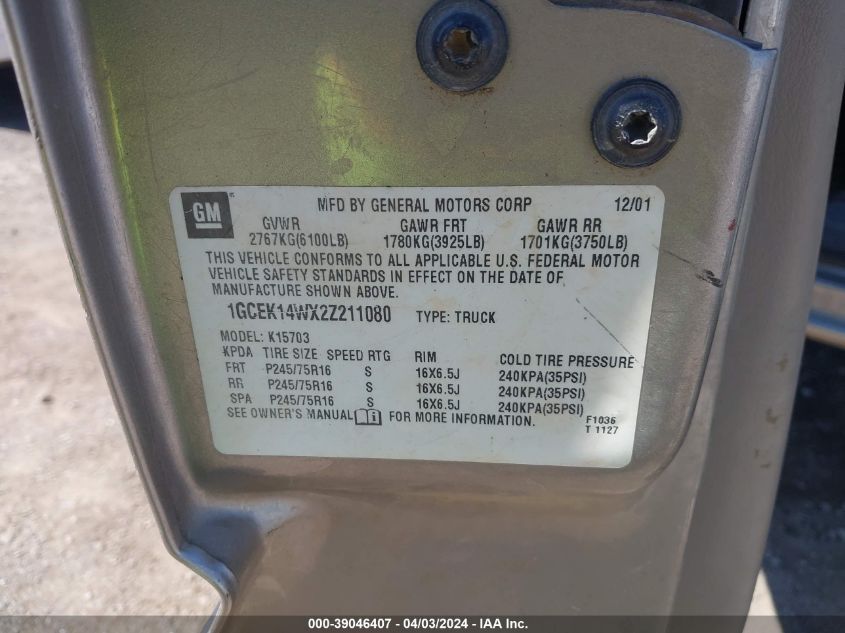 GM
MFD BY GENERAL MOTORS CORP 12/01
GVWR GAWR FRT GAWR RR
2767KG(6100LB) 1780KG(3925LB) 1701KG(3750LB)
THIS VEHICLE CONFORMS TO ALL APPLICABLE U.S. FEDERAL MOTOR
VEHICLE SAFETY STANDARDS IN EFFECT ON THE DATE OF
MANUFACTURE SHOWN ABOVE.
1GCEK14WX2Z211080 TYPE: TRUCK
MODEL: K15703
KPDA TIRE SIZE SPEED RTG RIM COLD TIRE PRESSURE
FRT P245/75R16 S 16X6.5J 240KPA(35PSI)
RR P245/75R16 S 16X6.5J 240KPA(35PSI)
SPA P245/75R16 S 16X6.5J 240KPA(35PSI)
SEE OWNER'S MANUAL FOR MORE INFORMATION.
F1036
T 1127
000-39046407 - 04/03/2024 - IAA Inc.